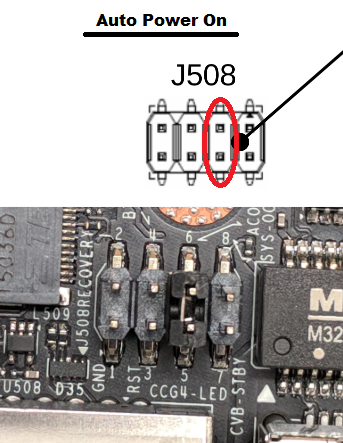 Auto Power On
J508
2 4 6 8
J508RECOVERY
SYS-OC
L509
5036D
M
M32
U508
D35
GND
RST
1 3 5 7
CCG4-LED
CVB-STBY